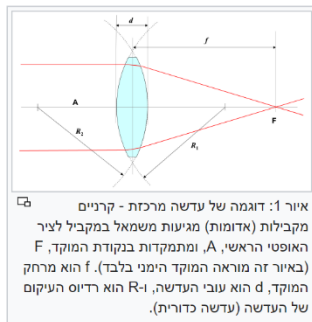 d
f
A
F
R₂
R₁
איור 1: דוגמה של עדשה מרכזת - קרניים
מקבילות (אדומות) מגיעות משמאל במקביל לציר
האופטי הראשי, A, ומתמקדות בנקודת המוקד, F
(באיור זה מוראה המוקד הימני בלבד). f הוא מרחק
המוקד, d הוא עובי העדשה, ו-R הוא רדיוס העיקום
של העדשה (עדשה כדורית).